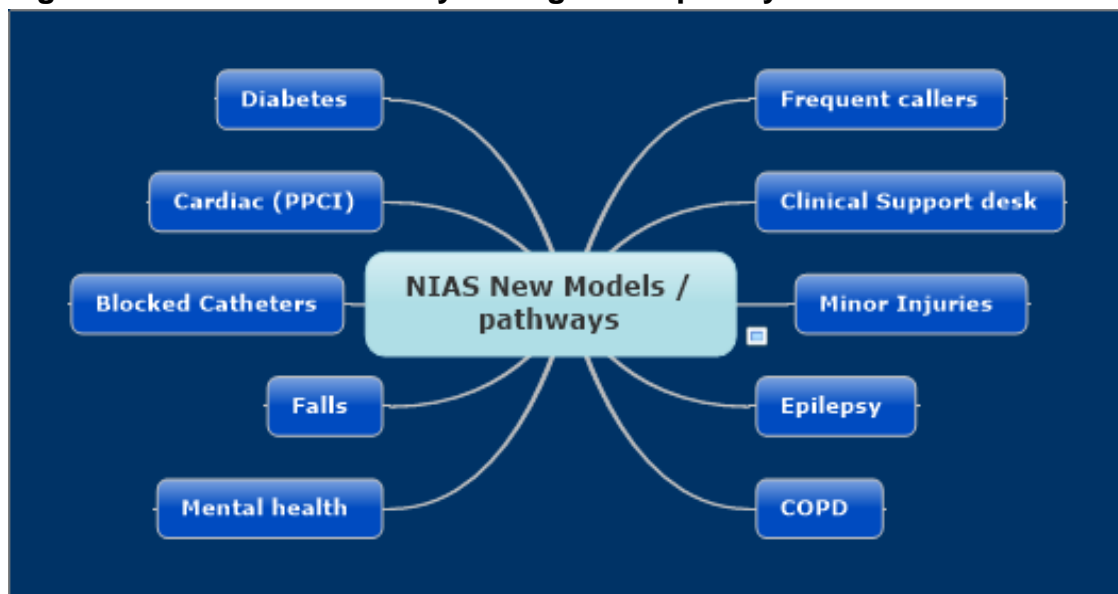 Diabetes
Frequent callers
Cardiac (PPCI)
Clinical Support desk
NIAS New Models /
pathways
Blocked Catheters
Minor Injuries
Falls
Epilepsy
Mental health
COPD